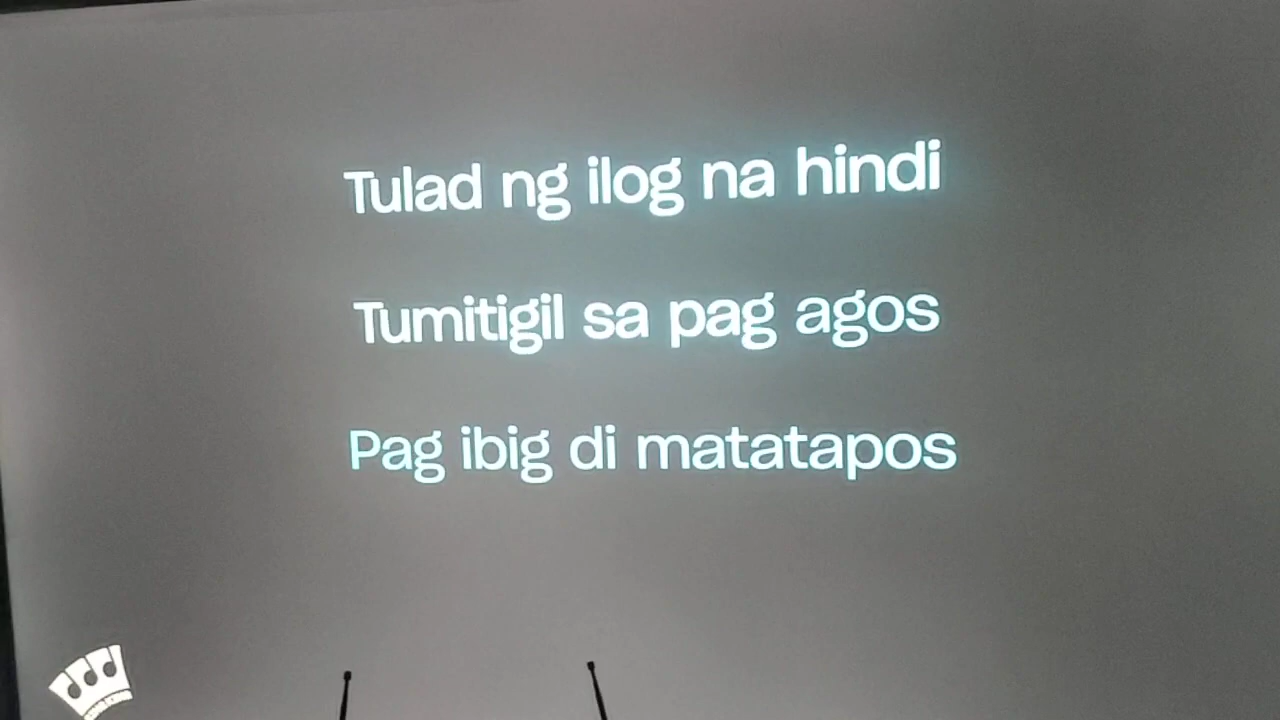 Tulad ng ilog na hindi
Tumitigil sa pag agos
Pag ibig di matatapos